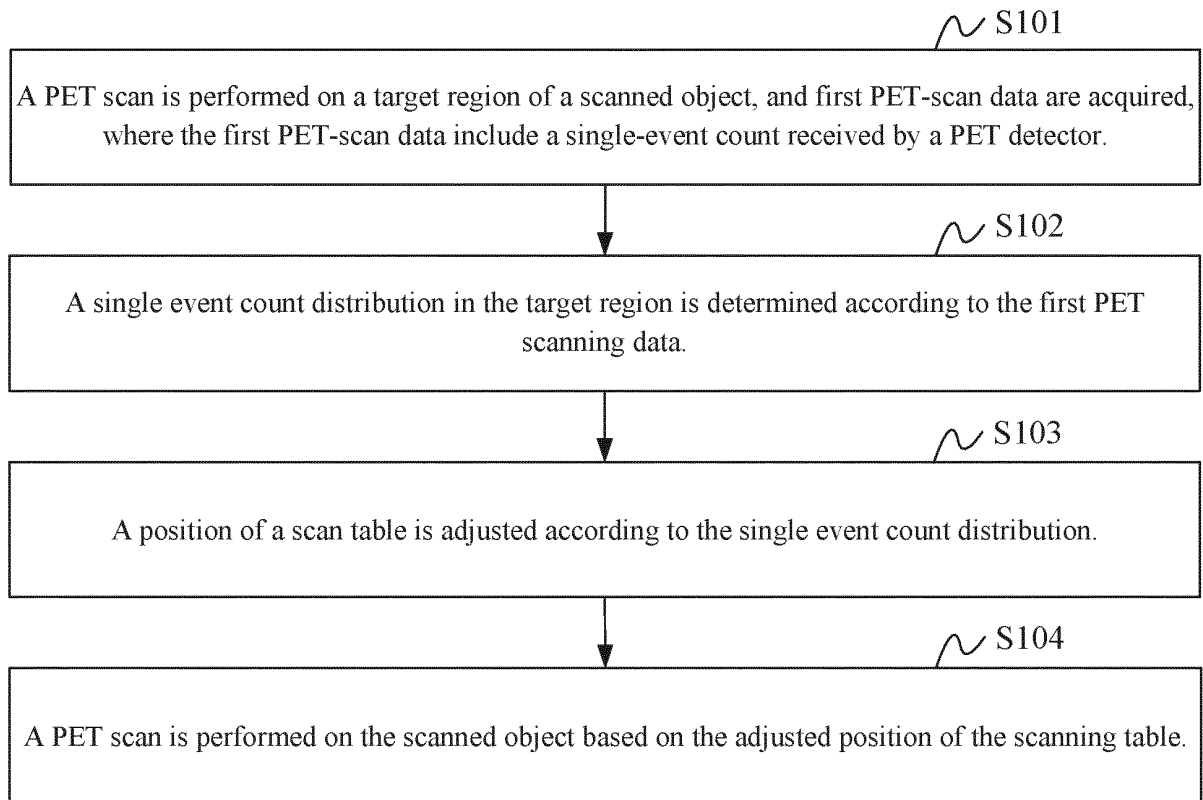 S101
A PET scan is performed on a target region of a scanned object, and first PET-scan data are acquired,
where the first PET-scan data include a single-event count received by a PET detector.
S102
A single event count distribution in the target region is determined according to the first PET
scanning data.
S103
A position of a scan table is adjusted according to the single event count distribution.
S104
A PET scan is performed on the scanned object based on the adjusted position of the scanning table.